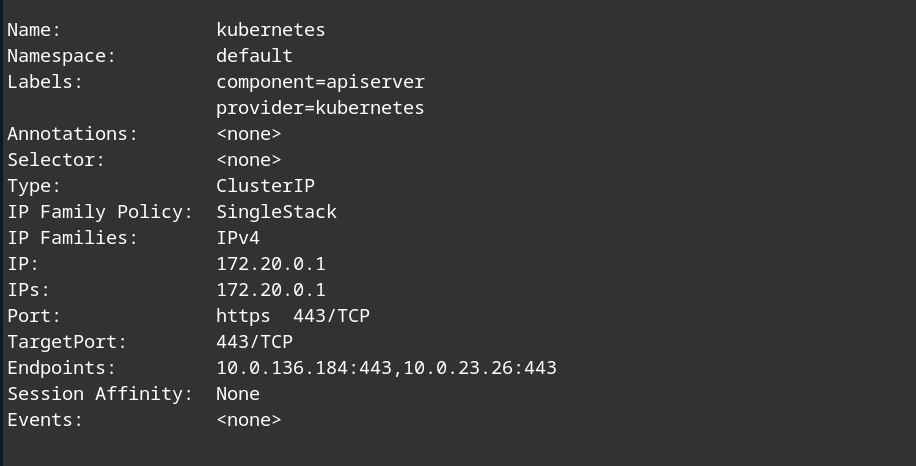 Name:              kubernetes
Namespace:         default
Labels:            component=apiserver
                   provider=kubernetes
Annotations:       <none>
Selector:          <none>
Type:              ClusterIP
IP Family Policy:  SingleStack
IP Families:       IPv4
IP:                172.20.0.1
IPs:               172.20.0.1
Port:              https  443/TCP
TargetPort:        443/TCP
Endpoints:         10.0.136.184:443,10.0.23.26:443
Session Affinity:  None
Events:            <none>